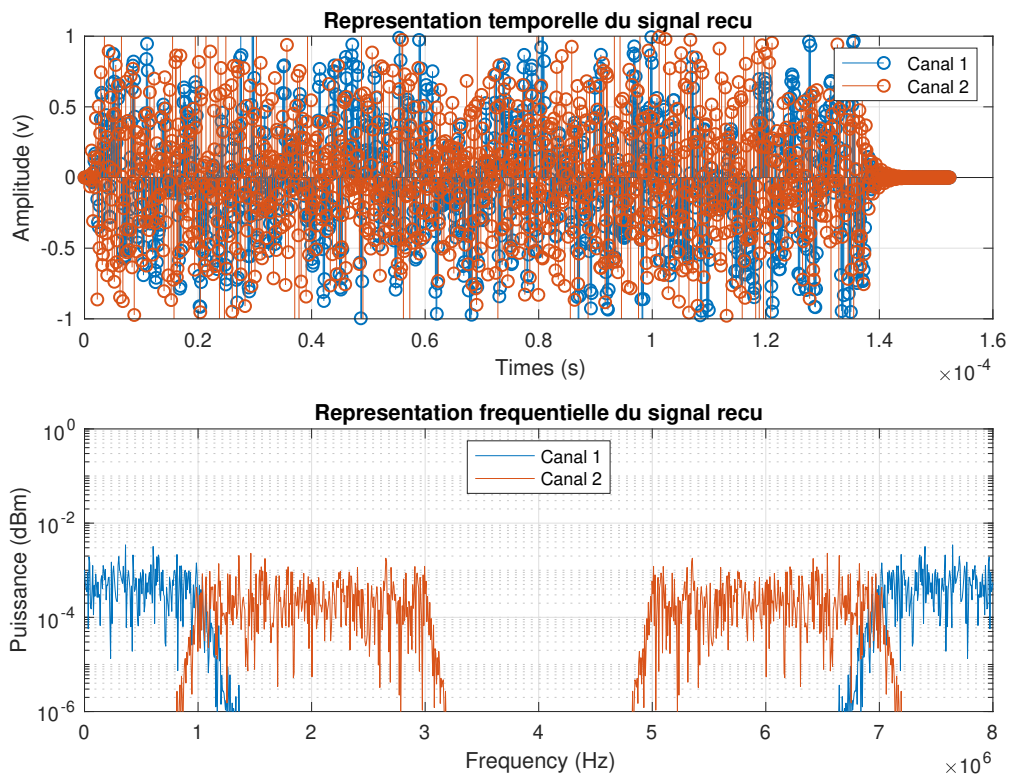 Representation temporelle du signal recu
1
0.5
0
-0.5
-1
Amplitude (v)
Canal 1
Canal 2
0 0.2 0.4 0.6 0.8 1 1.2 1.4 1.6
Times (s)
×10^-4
Representation frequentielle du signal recu
10^0
10^-2
10^-4
10^-6
Puissance (dBm)
Canal 1
Canal 2
0 1 2 3 4 5 6 7 8
Frequency (Hz)
×10^6